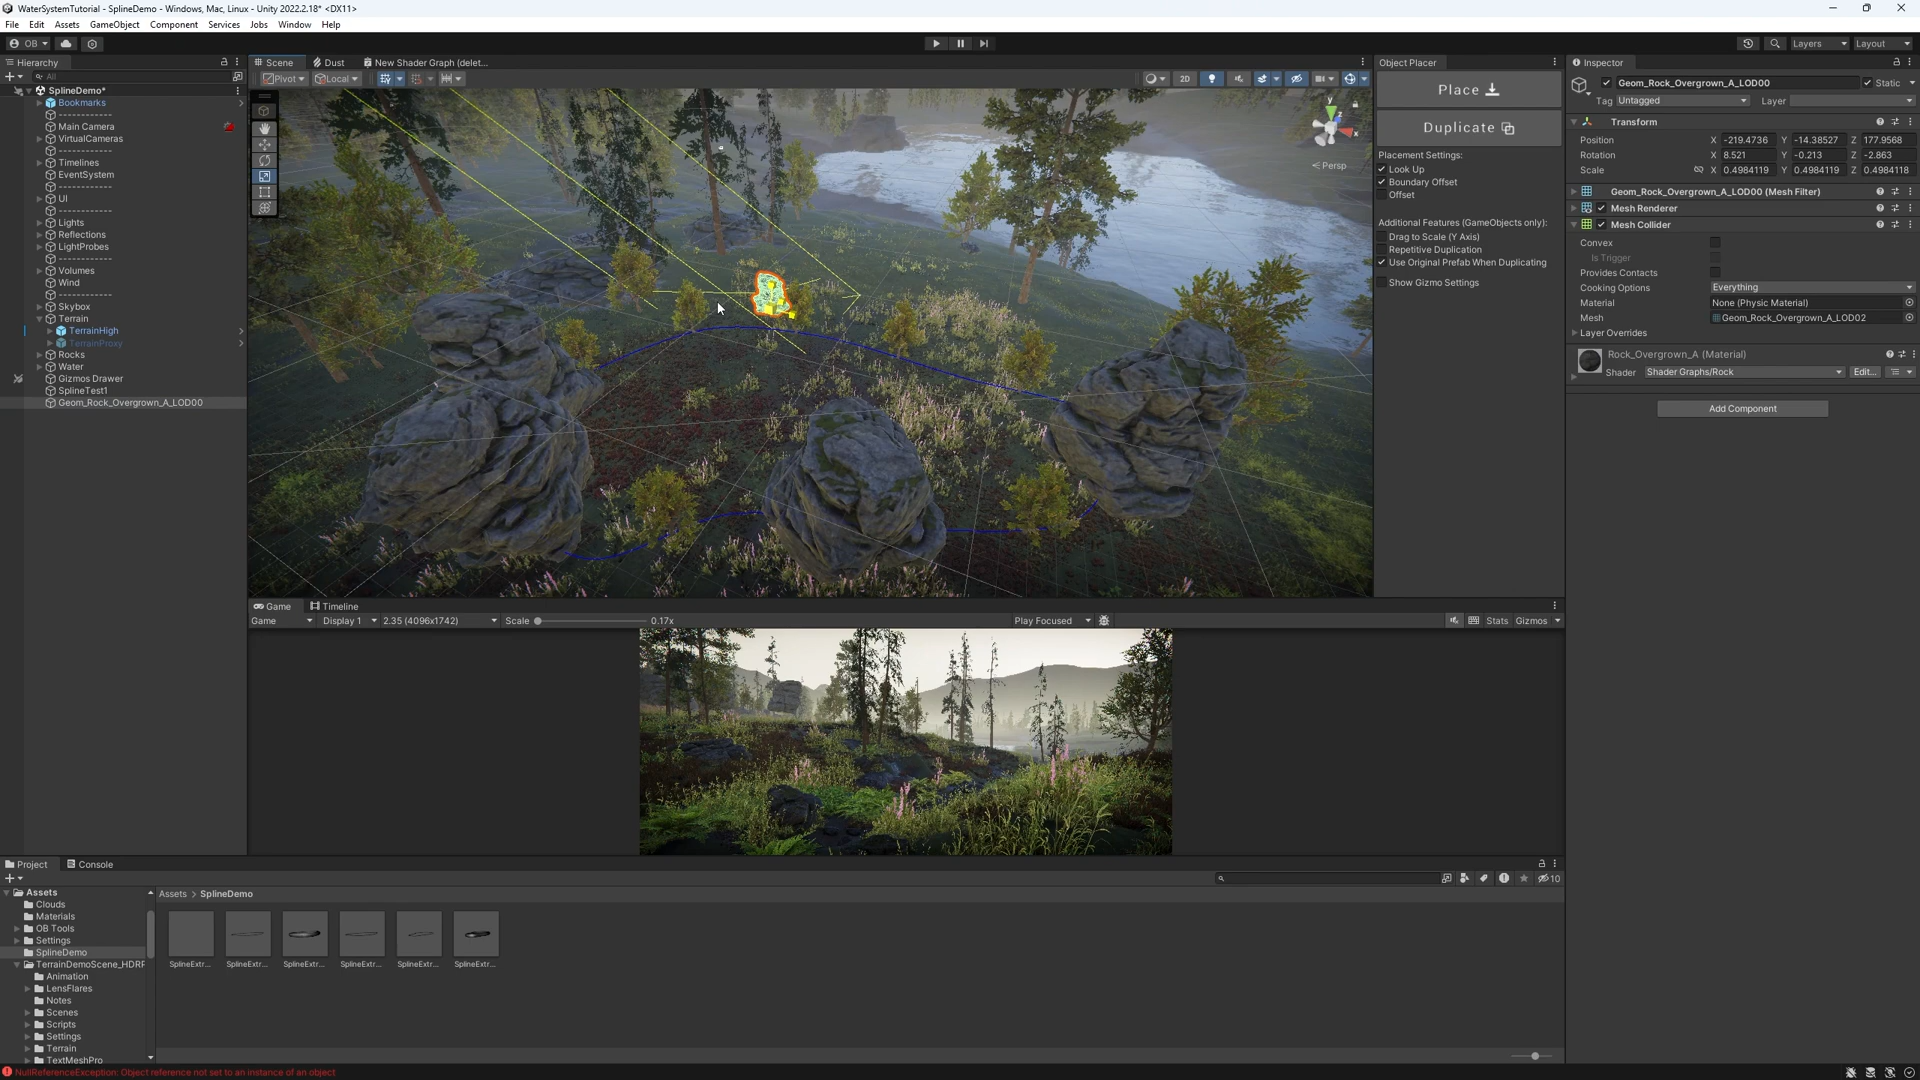 WaterSystemTutorial - SplineDemo - Windows, Mac, Linux - Unity 2022.2.18* <DX11>
File Edit Assets GameObject Component Services Jobs Window Help
OB Layers Layout
Hierarchy
All
SplineDemo*
Bookmarks
------------
Main Camera
VirtualCameras
------------
Timelines
EventSystem
------------
UI
------------
Lights
Reflections
LightProbes
------------
Volumes
Wind
------------
Skybox
Terrain
TerrainHigh
TerrainProxy
Rocks
Water
Gizmos Drawer
SplineTest1
Geom_Rock_Overgrown_A_LOD00
Scene Dust New Shader Graph (delet...
Pivot Local 2D
y
x
z
Persp
Object Placer
Place
Duplicate
Placement Settings:
Look Up
Boundary Offset
Offset
Additional Features (GameObjects only):
Drag to Scale (Y Axis)
Repetitive Duplication
Use Original Prefab When Duplicating
Show Gizmo Settings
Inspector
Geom_Rock_Overgrown_A_LOD00 Static
Tag Untagged Layer
Transform
Position X -219.4736 Y -14.38527 Z 177.9568
Rotation X 8.521 Y -0.213 Z -2.863
Scale X 0.4984119 Y 0.4984119 Z 0.4984118
Geom_Rock_Overgrown_A_LOD00 (Mesh Filter)
Mesh Renderer
Mesh Collider
Convex
Is Trigger
Provides Contacts
Cooking Options Everything
Material None (Physic Material)
Mesh Geom_Rock_Overgrown_A_LOD02
Layer Overrides
Rock_Overgrown_A (Material)
Shader Shader Graphs/Rock Edit...
Add Component
Game Timeline
Game Display 1 2.35 (4096x1742) Scale 0.17x Play Focused Stats Gizmos
Project Console
10
Assets
Clouds
Materials
OB Tools
Settings
SplineDemo
TerrainDemoScene_HDRF
Animation
LensFlares
Notes
Scenes
Scripts
Settings
Terrain
TextMeshPro
Assets > SplineDemo
SplineExtr... SplineExtr... SplineExtr... SplineExtr... SplineExtr... SplineExtr...
NullReferenceException: Object reference not set to an instance of an object